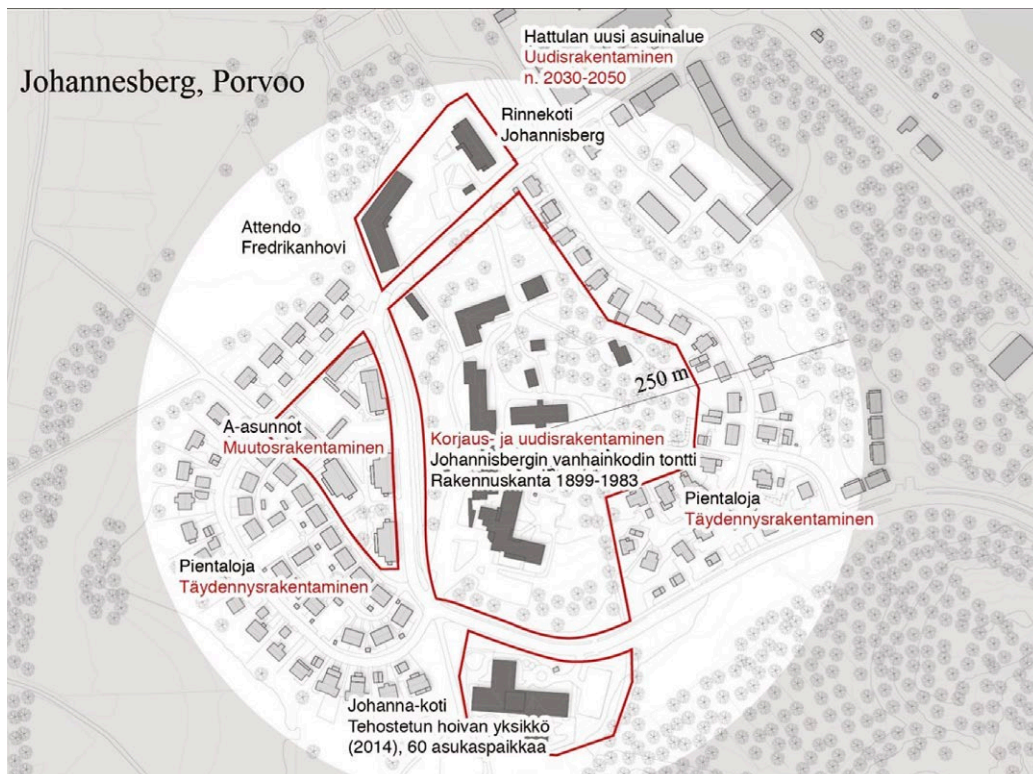 Johannesberg, Porvoo
Hattulan uusi asuinalue
Uudisrakentaminen
n. 2030-2050
Rinnekoti
Johannisberg
Attendo
Fredrikanhovi
250 m
A-asunnot
Muutosrakentaminen
Korjaus- ja uudisrakentaminen
Johannisbergin vanhainkodin tontti
Rakennuskanta 1899-1983
Pientaloja
Täydennysrakentaminen
Pientaloja
Täydennysrakentaminen
Johanna-koti
Tehostetun hoivan yksikkö
(2014), 60 asukaspaikkaa